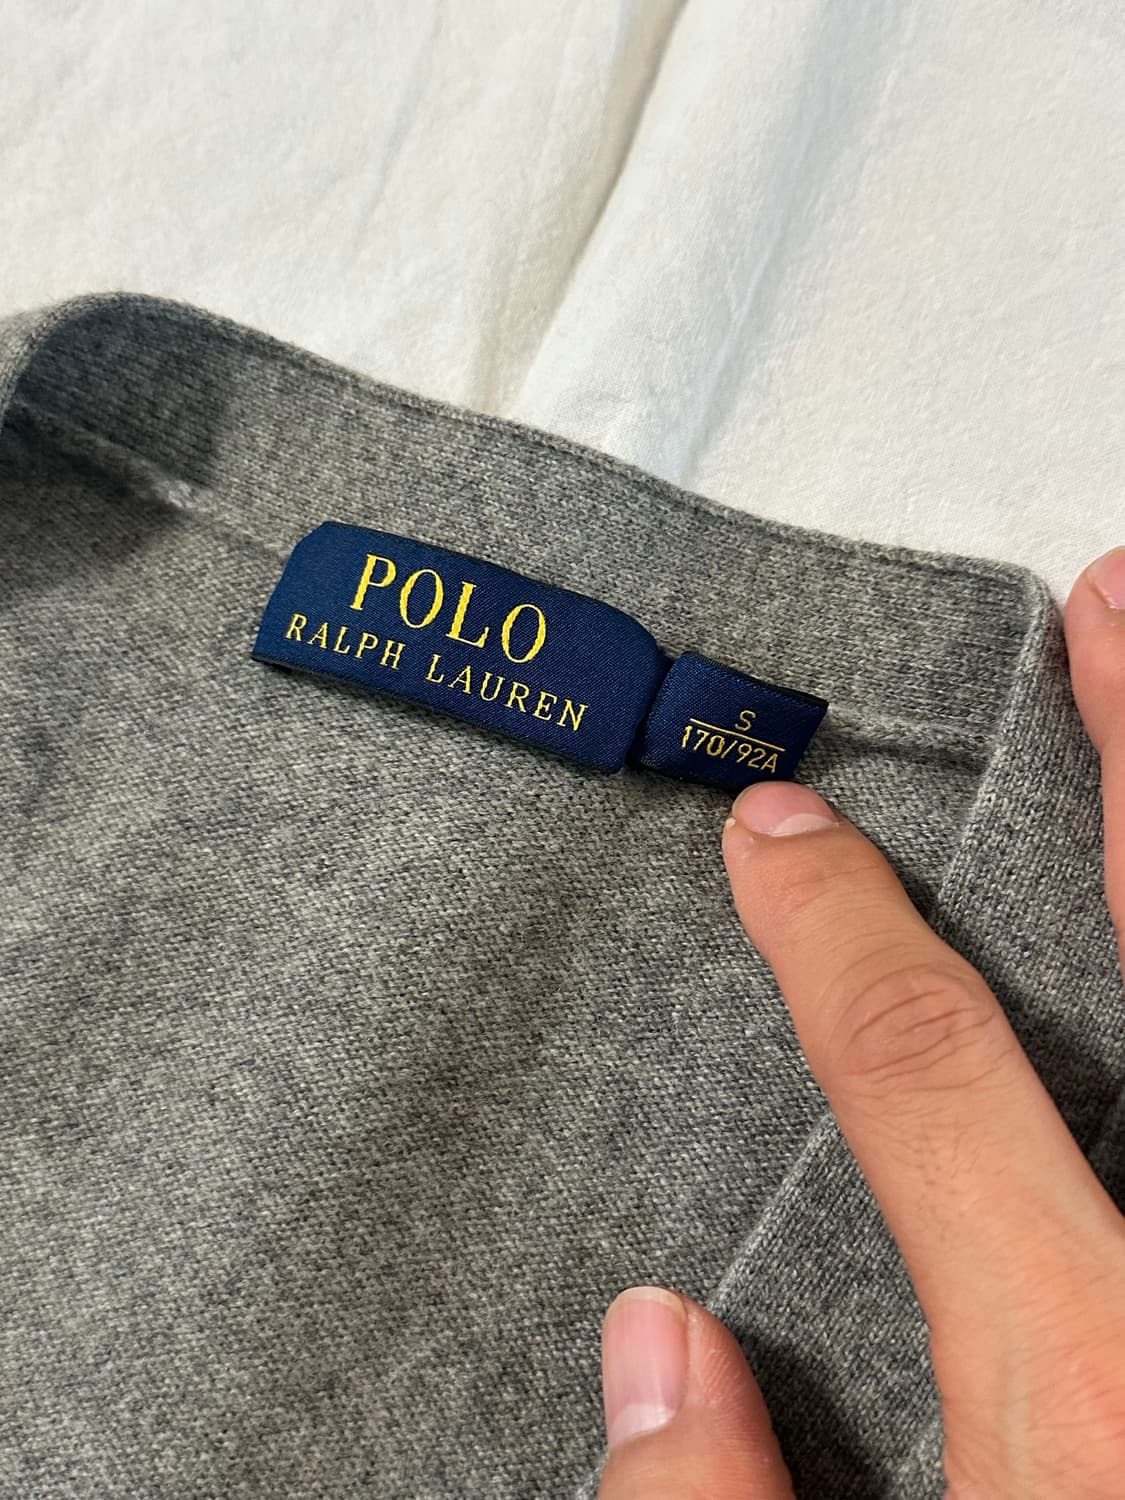 POLO
RALPH LAUREN
S
170/92A